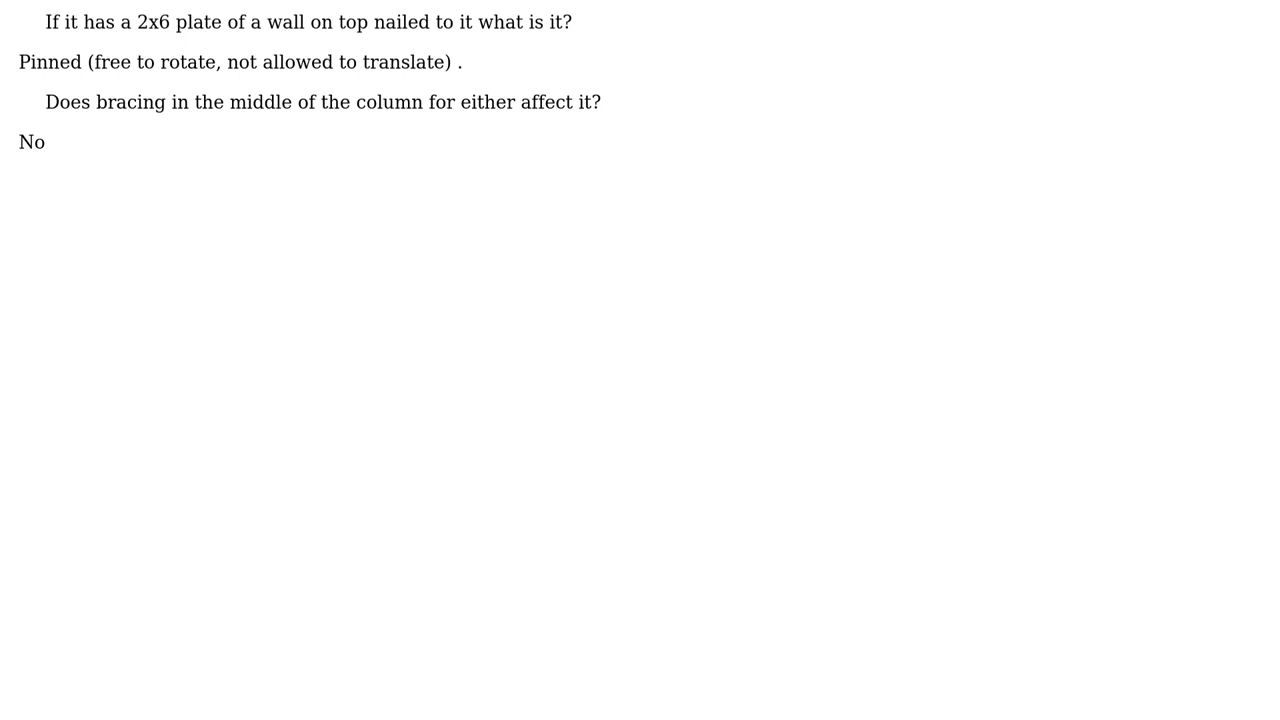 If it has a 2x6 plate of a wall on top nailed to it what is it?
Pinned (free to rotate, not allowed to translate) .
Does bracing in the middle of the column for either affect it?
No